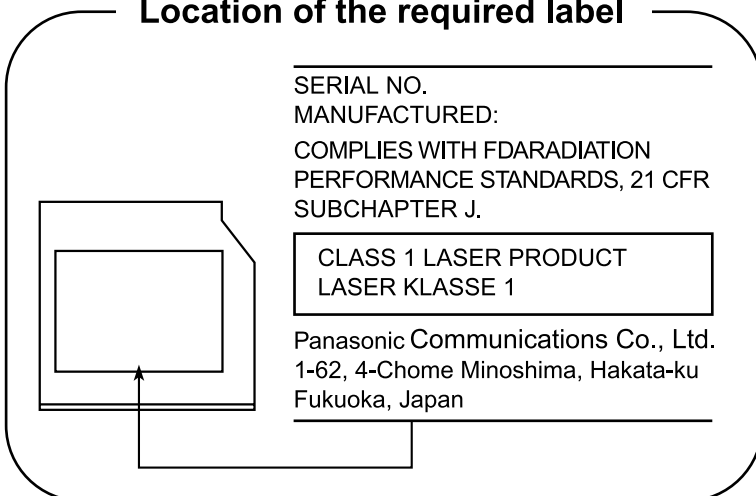 Location of the required label
SERIAL NO.
MANUFACTURED:
COMPLIES WITH FDARADIATION
PERFORMANCE STANDARDS, 21 CFR
SUBCHAPTER J.
CLASS 1 LASER PRODUCT
LASER KLASSE 1
Panasonic Communications Co., Ltd.
1-62, 4-Chome Minoshima, Hakata-ku
Fukuoka, Japan